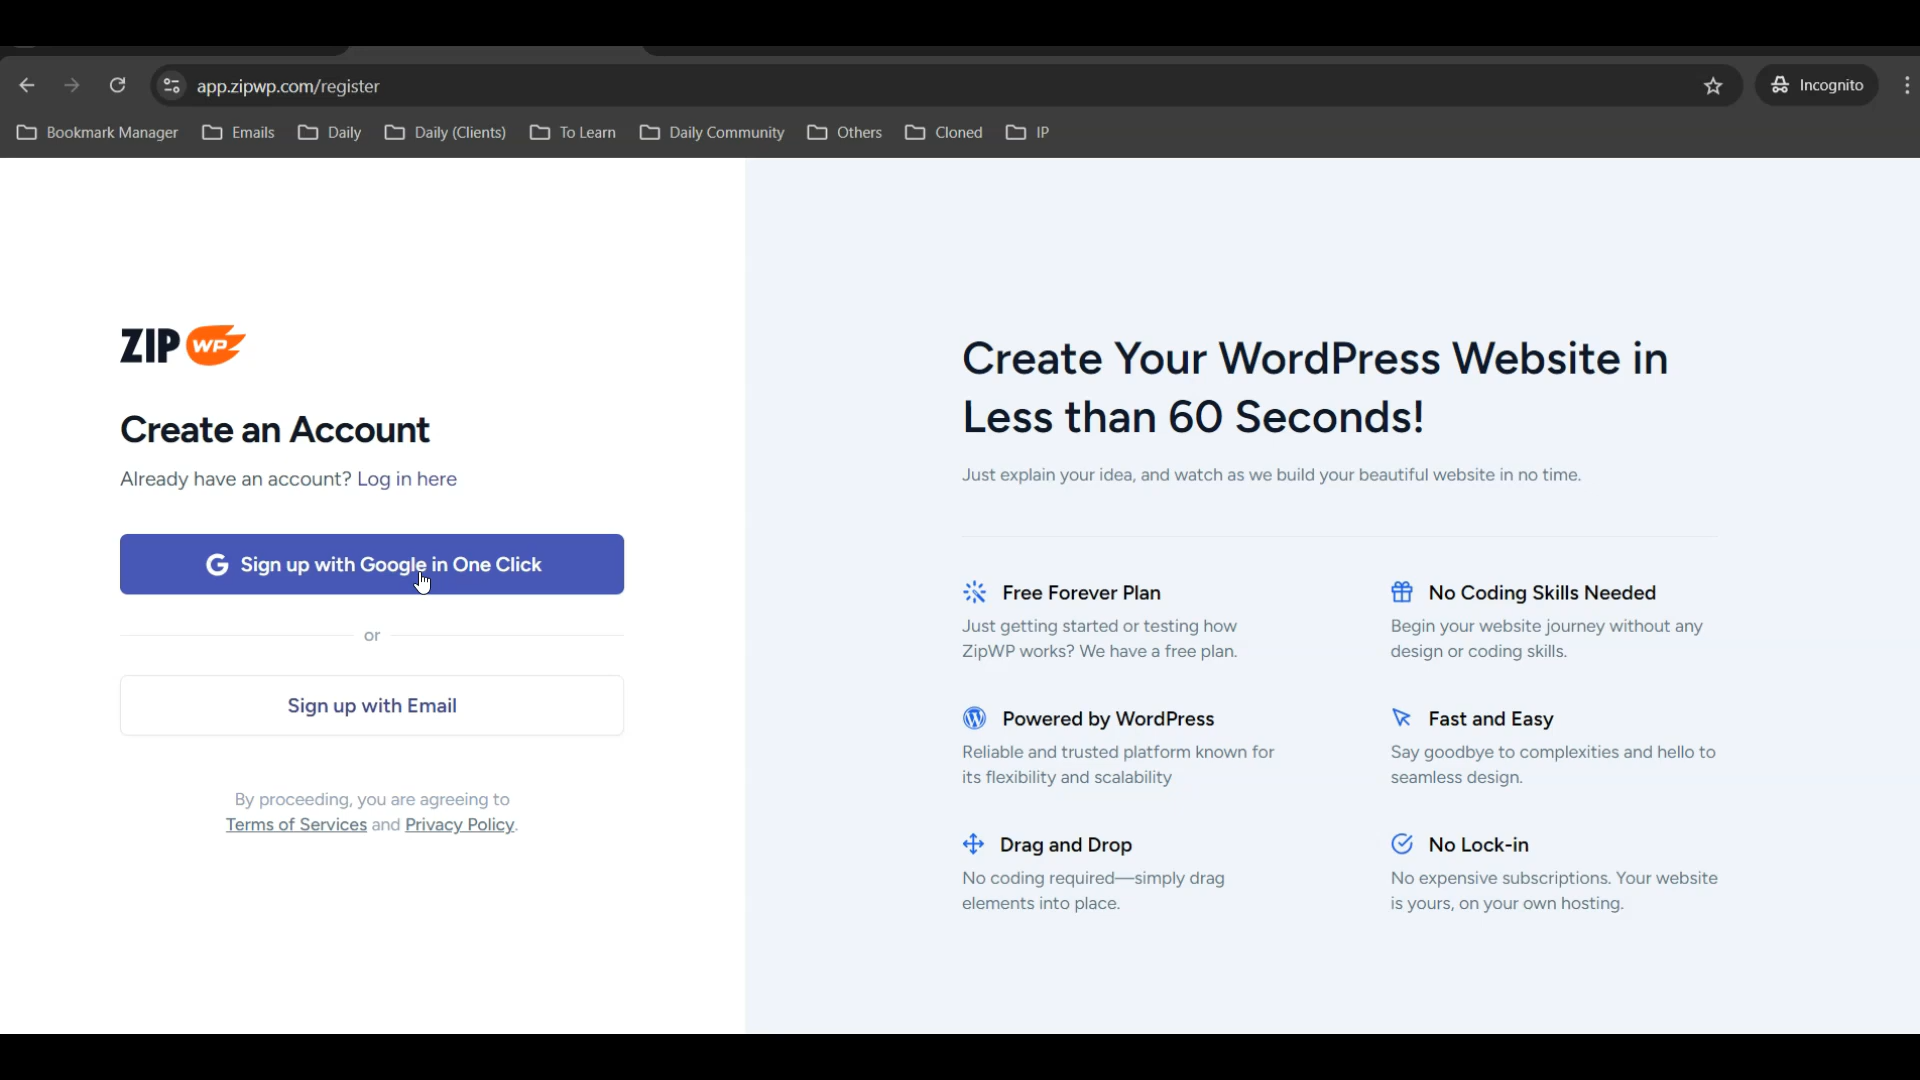 app.zipwp.com/register
Incognito
Bookmark Manager Emails Daily Daily (Clients) To Learn Daily Community Others Cloned IP
ZIP WP
Create an Account
Already have an account? Log in here
G Sign up with Google in One Click
or
Sign up with Email
By proceeding, you are agreeing to
Terms of Services and Privacy Policy.
Create Your WordPress Website in
Less than 60 Seconds!
Just explain your idea, and watch as we build your beautiful website in no time.
Free Forever Plan
Just getting started or testing how
ZipWP works? We have a free plan.
No Coding Skills Needed
Begin your website journey without any
design or coding skills.
Powered by WordPress
Reliable and trusted platform known for
its flexibility and scalability
Fast and Easy
Say goodbye to complexities and hello to
seamless design.
Drag and Drop
No coding required—simply drag
elements into place.
No Lock-in
No expensive subscriptions. Your website
is yours, on your own hosting.